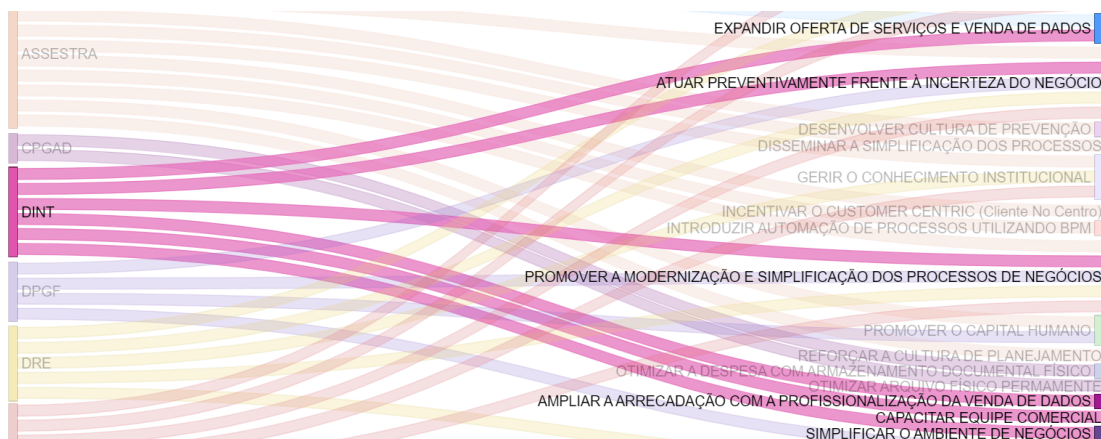 ASSESTRA
CPGAD
DINT
DPGF
DRE
EXPANDIR OFERTA DE SERVIÇOS E VENDA DE DADOS
ATUAR PREVENTIVAMENTE FRENTE À INCERTEZA DO NEGÓCIO
DESENVOLVER CULTURA DE PREVENÇÃO
DISSEMINAR A SIMPLIFICAÇÃO DOS PROCESSOS
GERIR O CONHECIMENTO INSTITUCIONAL
INCENTIVAR O CUSTOMER CENTRIC (Cliente No Centro)
INTRODUZIR AUTOMAÇÃO DE PROCESSOS UTILIZANDO BPM
PROMOVER A MODERNIZAÇÃO E SIMPLIFICAÇÃO DOS PROCESSOS DE NEGÓCIOS
PROMOVER O CAPITAL HUMANO
REFORÇAR A CULTURA DE PLANEJAMENTO
OTIMIZAR A DESPESA COM ARMAZENAMENTO DOCUMENTAL FÍSICO
OTIMIZAR ARQUIVO FÍSICO PERMAMENTE
AMPLIAR A ARRECADAÇÃO COM A PROFISSIONALIZAÇÃO DA VENDA DE DADOS
CAPACITAR EQUIPE COMERCIAL
SIMPLIFICAR O AMBIENTE DE NEGÓCIOS